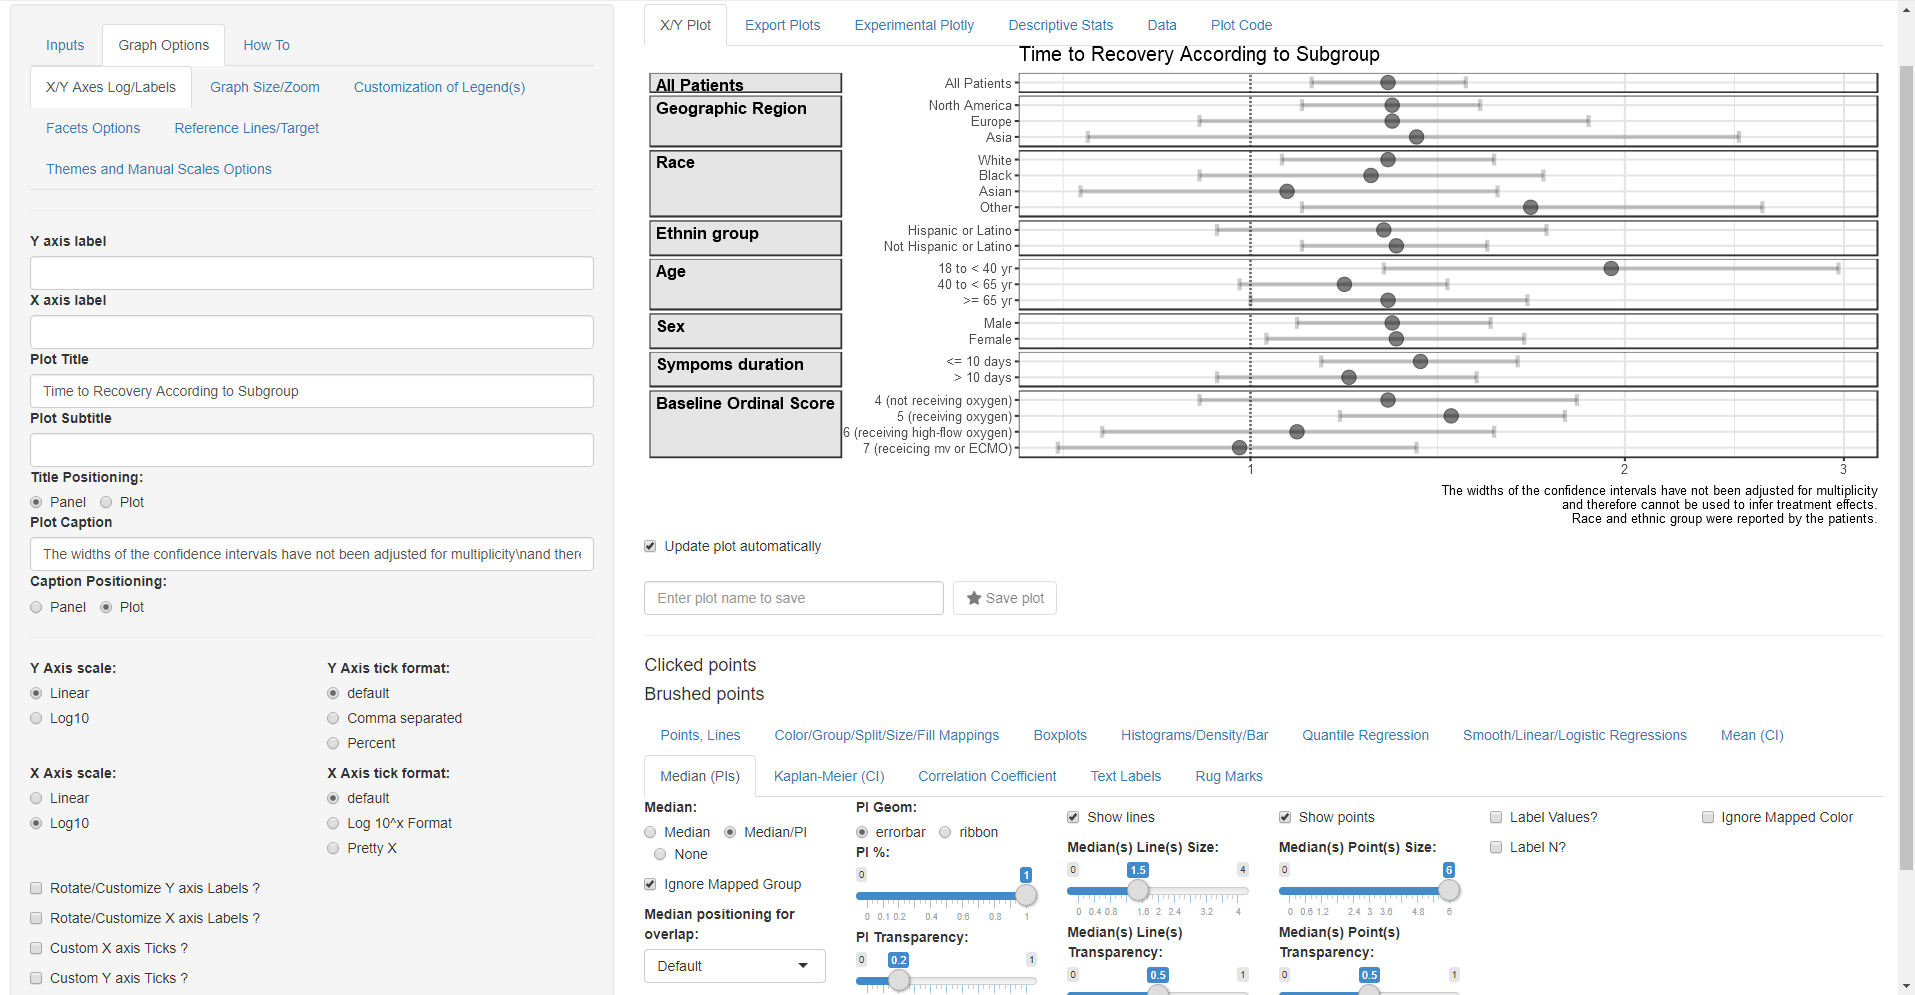 Inputs
Graph Options
How To
X/Y Axes Log/Labels
Graph Size/Zoom
Customization of Legend(s)
Facets Options
Reference Lines/Target
Themes and Manual Scales Options
Y axis label
X axis label
Plot Title
Time to Recovery According to Subgroup
Plot Subtitle
Title Positioning:
Panel Plot
Plot Caption
The widths of the confidence intervals have not been adjusted for multiplicity\nand there
Caption Positioning:
Panel Plot
Y Axis scale:
Linear
Log10
Y Axis tick format:
default
Comma separated
Percent
X Axis scale:
Linear
Log10
X Axis tick format:
default
Log 10^x Format
Pretty X
Rotate/Customize Y axis Labels ?
Rotate/Customize X axis Labels ?
Custom X axis Ticks ?
Custom Y axis Ticks ?
X/Y Plot
Export Plots
Experimental Plotly
Descriptive Stats
Data
Plot Code
Time to Recovery According to Subgroup
All Patients
All Patients
Geographic Region
North America
Europe
Asia
Race
White
Black
Asian
Other
Ethnin group
Hispanic or Latino
Not Hispanic or Latino
Age
18 to < 40 yr
40 to < 65 yr
>= 65 yr
Sex
Male
Female
Sympoms duration
<= 10 days
> 10 days
Baseline Ordinal Score
4 (not receiving oxygen)
5 (receiving oxygen)
6 (receiving high-flow oxygen)
7 (receicing mv or ECMO)
1 2 3
The widths of the confidence intervals have not been adjusted for multiplicity
and therefore cannot be used to infer treatment effects.
Race and ethnic group were reported by the patients.
Update plot automatically
Enter plot name to save
Save plot
Clicked points
Brushed points
Points, Lines
Color/Group/Split/Size/Fill Mappings
Boxplots
Histograms/Density/Bar
Quantile Regression
Smooth/Linear/Logistic Regressions
Mean (CI)
Median (PIs)
Kaplan-Meier (CI)
Correlation Coefficient
Text Labels
Rug Marks
Median:
Median Median/PI
None
Ignore Mapped Group
Median positioning for
overlap:
Default
PI Geom:
errorbar ribbon
PI %:
0 1
0 0.1 0.2 0.4 0.6 0.8 1
PI Transparency:
0 0.2 1
Show lines
Median(s) Line(s) Size:
0 1.5 4
0 0.4 0.8 1.6 2 2.4 3.2 4
Median(s) Line(s)
Transparency:
0 0.5 1
Show points
Median(s) Point(s) Size:
0 6
0 0.6 1.2 2.4 3 3.6 4.8 6
Median(s) Point(s)
Transparency:
0 0.5 1
Label Values?
Label N?
Ignore Mapped Color